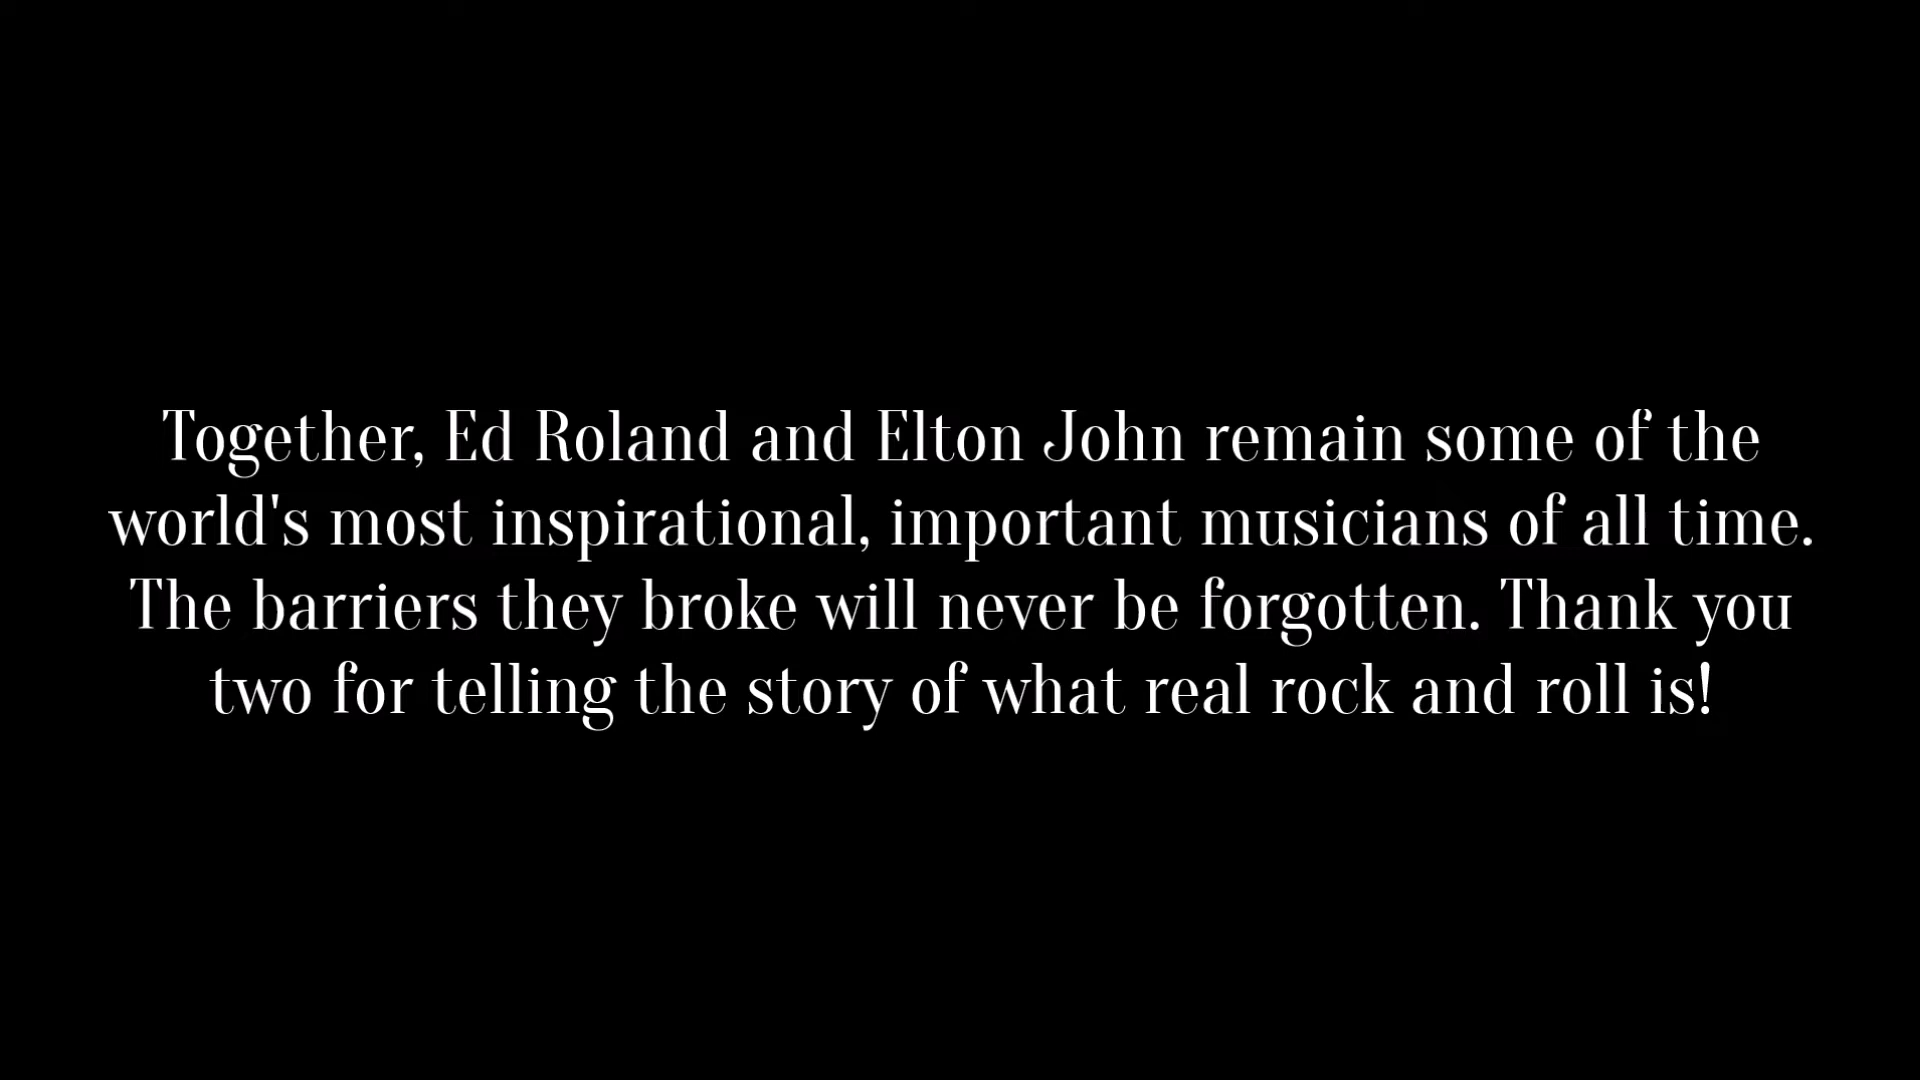 Together, Ed Roland and Elton John remain some of the
world's most inspirational, important musicians of all time.
The barriers they broke will never be forgotten. Thank you
two for telling the story of what real rock and roll is!